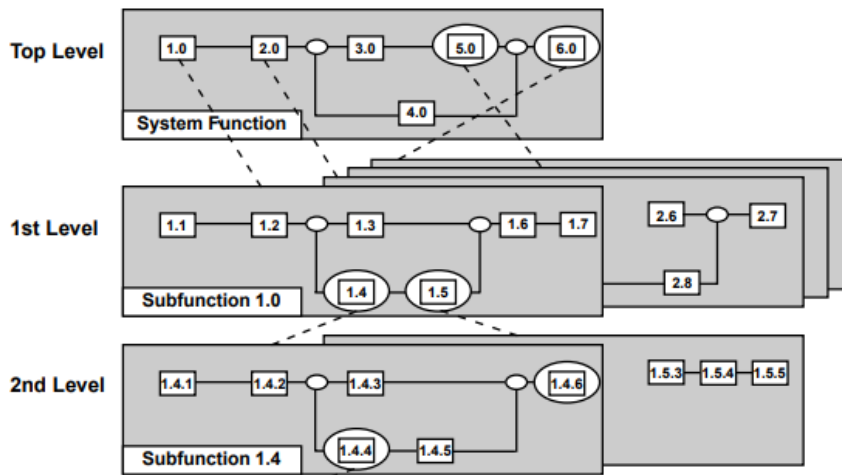 Top Level
1.0 2.0 3.0 5.0 6.0
4.0
System Function
1st Level
1.1 1.2 1.3 1.6 1.7 2.6 2.7
1.4 1.5 2.8
Subfunction 1.0
2nd Level
1.4.1 1.4.2 1.4.3 1.4.6 1.5.3 1.5.4 1.5.5
1.4.4 1.4.5
Subfunction 1.4